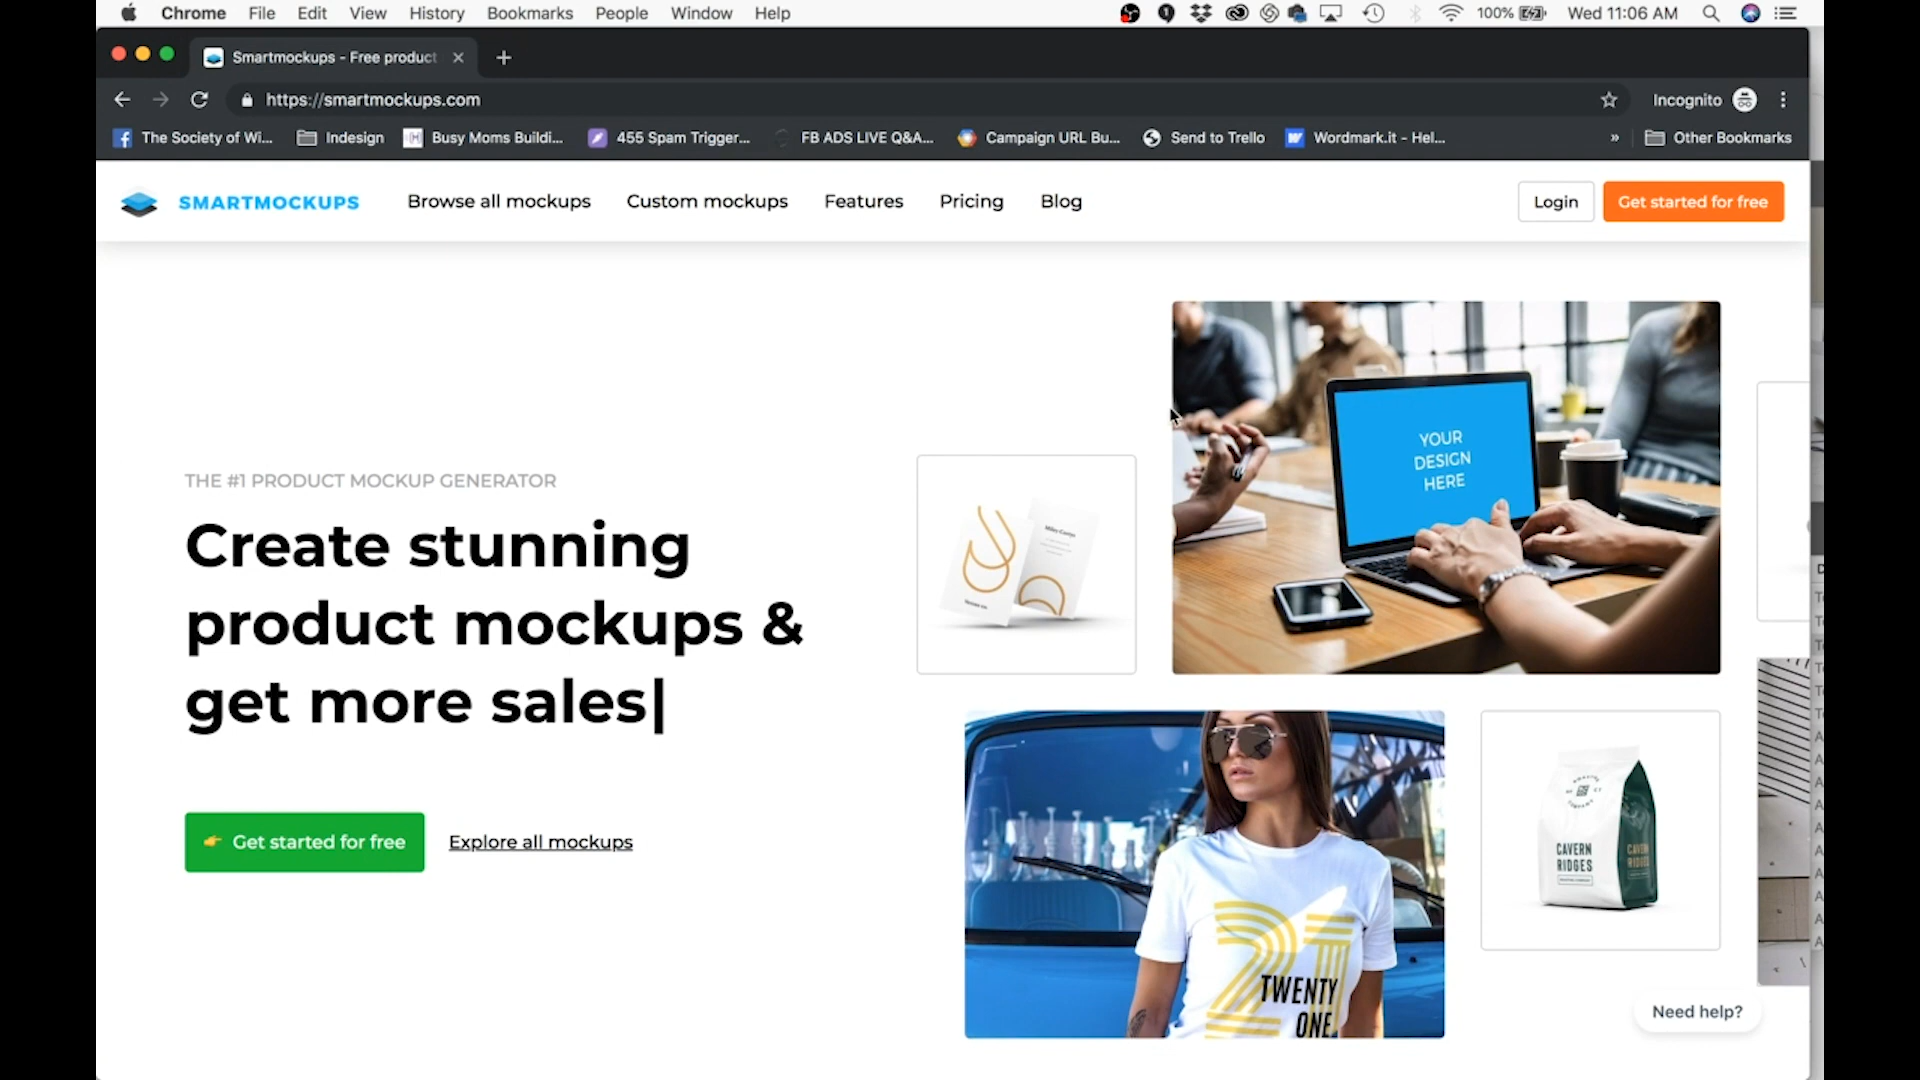 Chrome File Edit View History Bookmarks People Window Help
100% Wed 11:06 AM
Smartmockups - Free product
https://smartmockups.com
Incognito
The Society of Wi...
Indesign
Busy Moms Buildi...
455 Spam Trigger...
FB ADS LIVE Q&A...
Campaign URL Bu...
Send to Trello
Wordmark.it - Hel...
» Other Bookmarks
SMARTMOCKUPS
Browse all mockups
Custom mockups
Features
Pricing
Blog
Login
Get started for free
THE #1 PRODUCT MOCKUP GENERATOR
Create stunning
product mockups &
get more sales
Get started for free
Explore all mockups
YOUR
DESIGN
HERE
21
TWENTY
ONE
CAVERN
RIDGES
Need help?